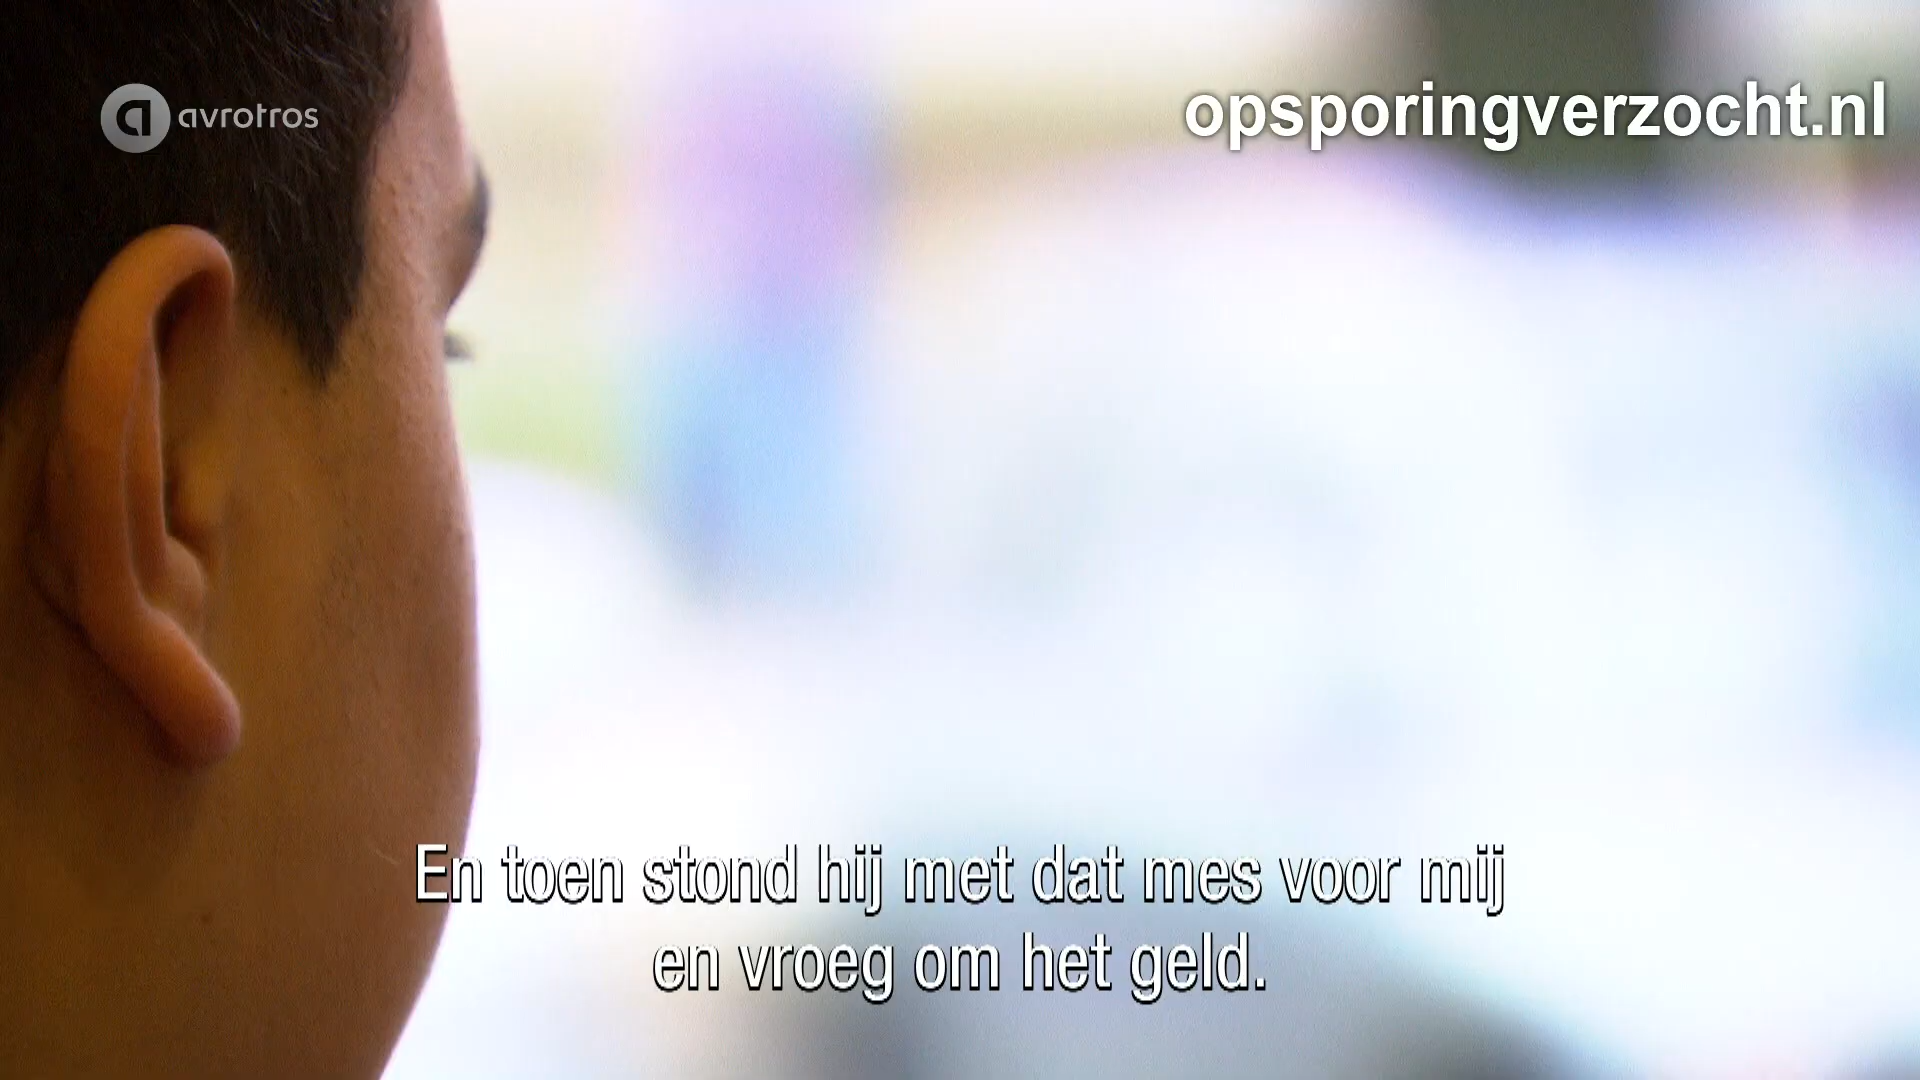 avrotros
opsporingverzocht.nl
En toen stond hij met dat mes voor mij
en vroeg om het geld.